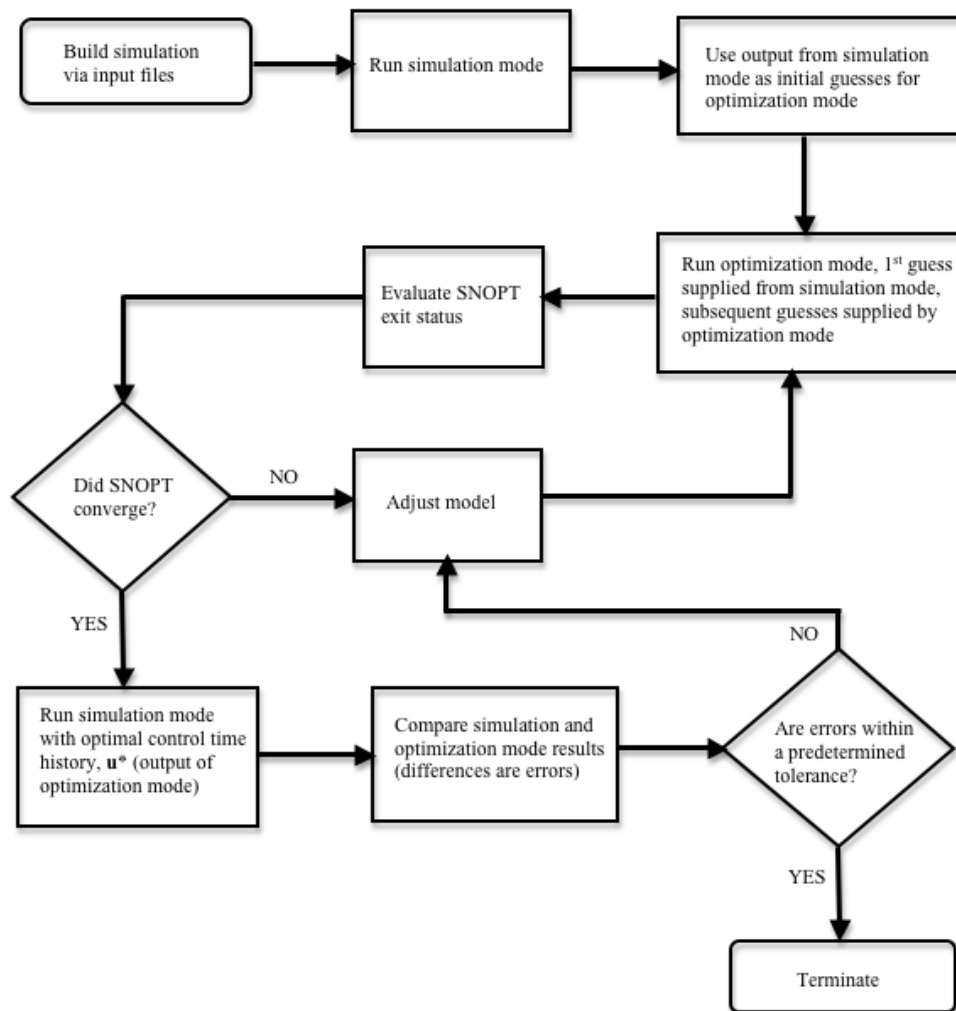 Build simulation
via input files
Run simulation mode
Use output from simulation
mode as initial guesses for
optimization mode
Run optimization mode, 1st guess
supplied from simulation mode,
subsequent guesses supplied by
optimization mode
Evaluate SNOPT
exit status
Did SNOPT
converge?
NO
Adjust model
YES
NO
Run simulation mode
with optimal control time
history, u* (output of
optimization mode)
Compare simulation and
optimization mode results
(differences are errors)
Are errors within
a predetermined
tolerance?
YES
Terminate